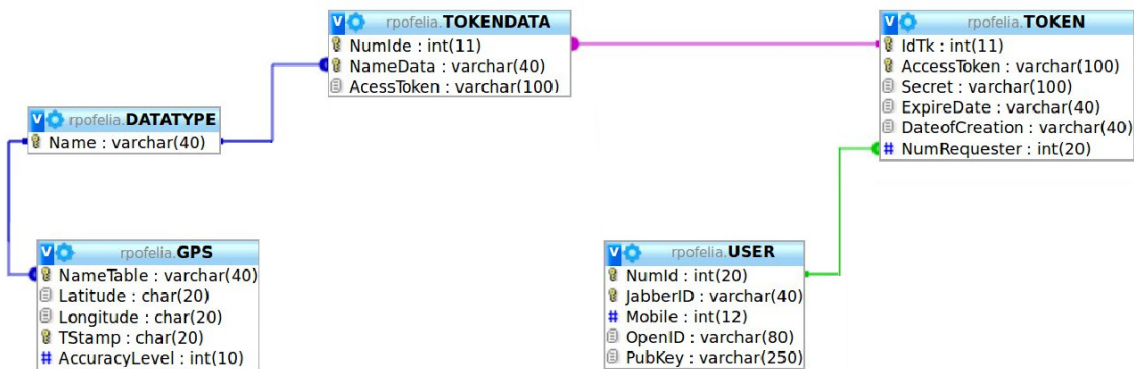 rpofelia.TOKENDATA
NumIde : int(11)
NameData : varchar(40)
AcessToken : varchar(100)
rpofelia.TOKEN
IdTk : int(11)
AccessToken : varchar(100)
Secret : varchar(100)
ExpireDate : varchar(40)
DateofCreation : varchar(40)
# NumRequester : int(20)
rpofelia.DATATYPE
Name : varchar(40)
rpofelia.GPS
NameTable : varchar(40)
Latitude : char(20)
Longitude : char(20)
TStamp : char(20)
# AccuracyLevel : int(10)
rpofelia.USER
NumId : int(20)
JabberID : varchar(40)
# Mobile : int(12)
OpenID : varchar(80)
PubKey : varchar(250)